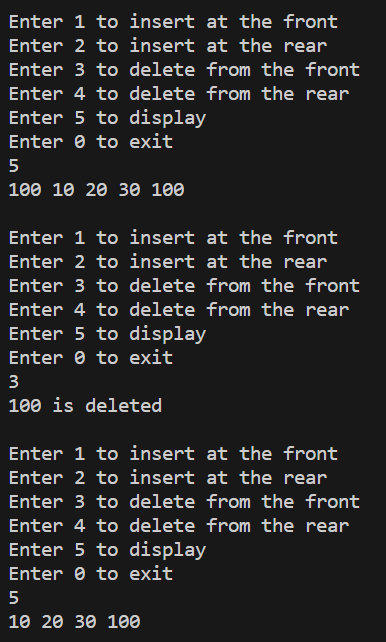 Enter 1 to insert at the front
Enter 2 to insert at the rear
Enter 3 to delete from the front
Enter 4 to delete from the rear
Enter 5 to display
Enter 0 to exit
5
100 10 20 30 100
Enter 1 to insert at the front
Enter 2 to insert at the rear
Enter 3 to delete from the front
Enter 4 to delete from the rear
Enter 5 to display
Enter 0 to exit
3
100 is deleted
Enter 1 to insert at the front
Enter 2 to insert at the rear
Enter 3 to delete from the front
Enter 4 to delete from the rear
Enter 5 to display
Enter 0 to exit
5
10 20 30 100